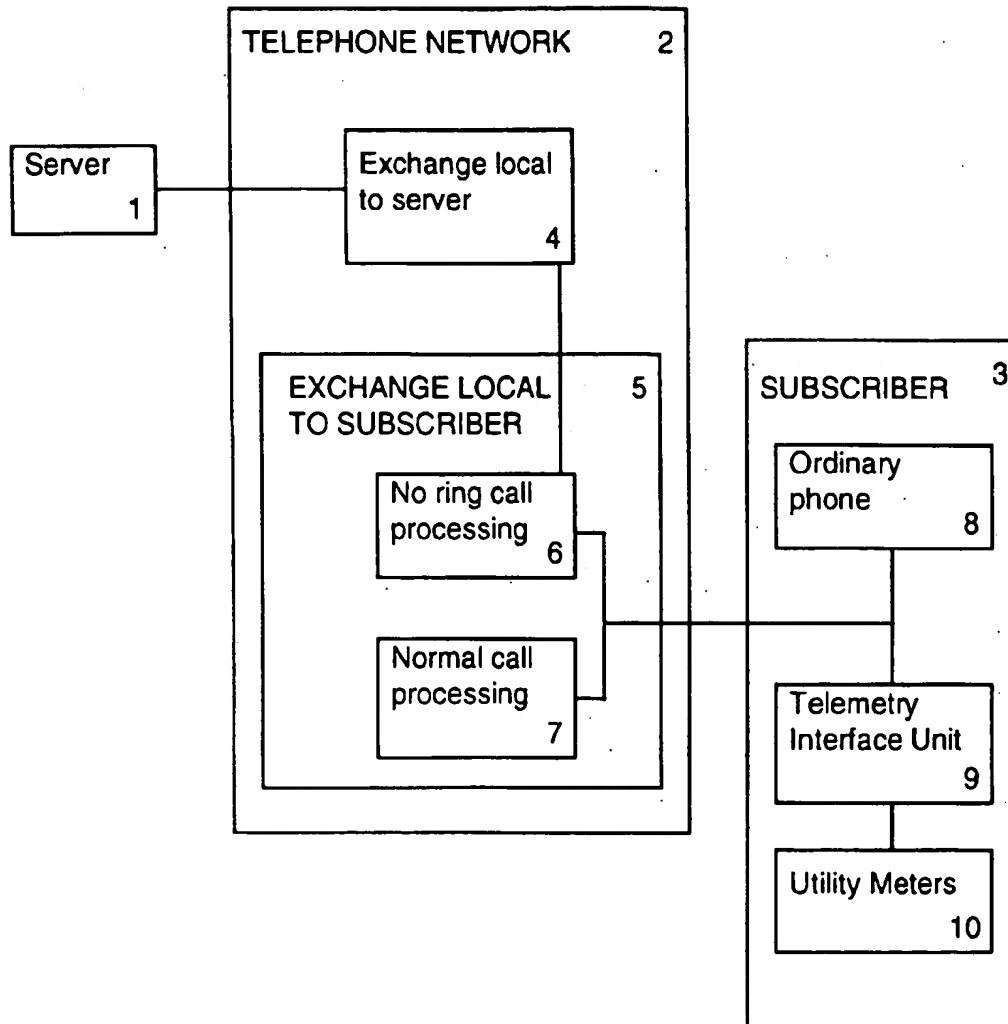 TELEPHONE NETWORK 2
Server
1
Exchange local
to server
4
EXCHANGE LOCAL 5
TO SUBSCRIBER
No ring call
processing
6
Normal call
processing
7
SUBSCRIBER 3
Ordinary
phone
8
Telemetry
Interface Unit
9
Utility Meters
10